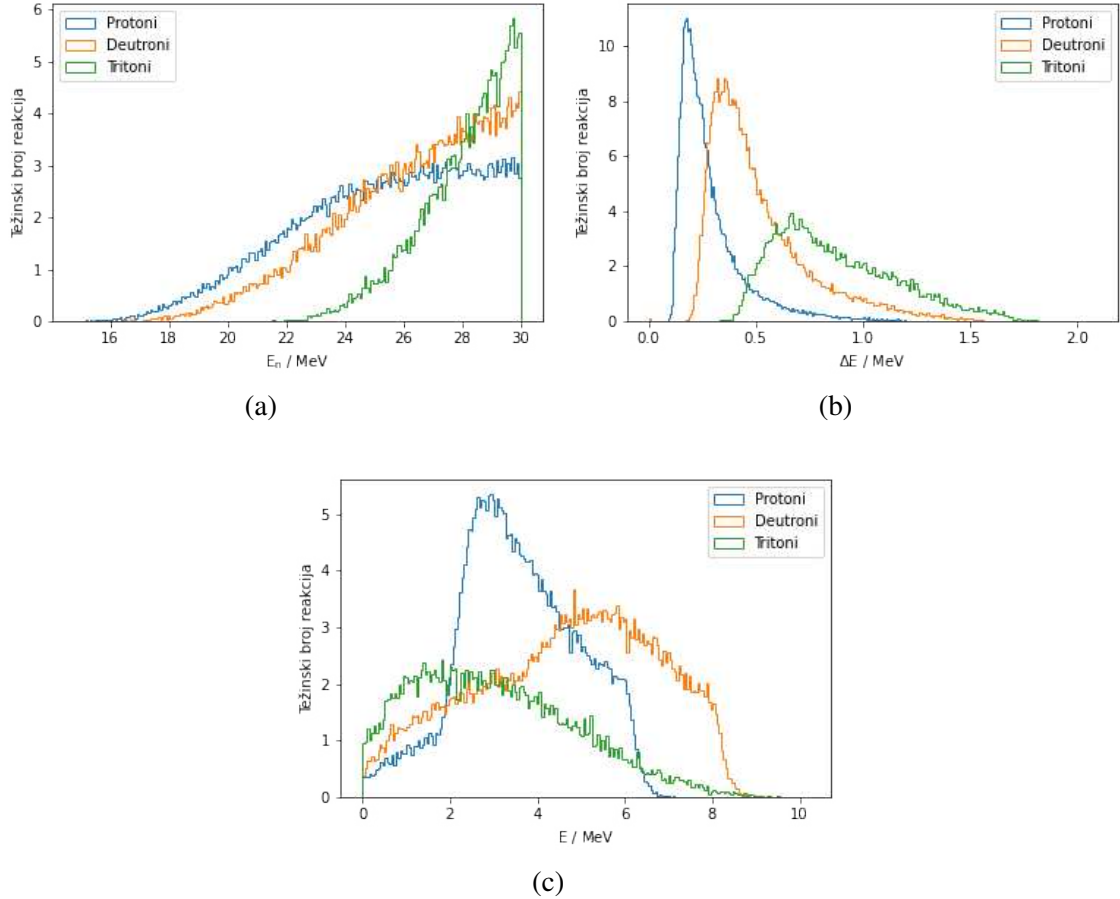 6
5
4
3
2
1
0
Težinski broj reakcija
Protoni
Deutroni
Tritoni
16 18 20 22 24 26 28 30
Eₙ / MeV
(a)
10
8
6
4
2
0
Težinski broj reakcija
Protoni
Deutroni
Tritoni
0.0 0.5 1.0 1.5 2.0
ΔE / MeV
(b)
5
4
3
2
1
0
Težinski broj reakcija
Protoni
Deutroni
Tritoni
0 2 4 6 8 10
E / MeV
(c)